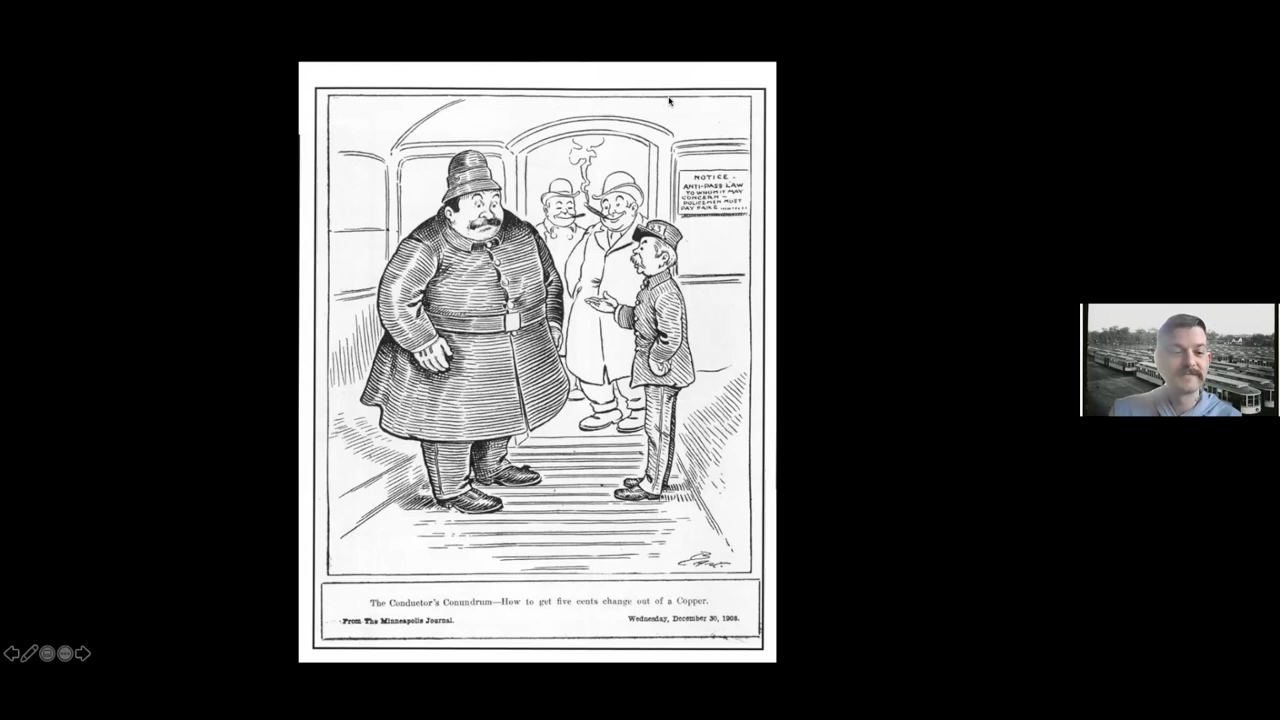 NOTICE -
ANTI-PASS LAW
TO WHOM IT MAY
CONCERN -
POLICEMEN MUST
PAY FARE
The Conductor's Conundrum—How to get five cents change out of a Copper.
From The Minneapolis Journal.
Wednesday, December 30, 1908.